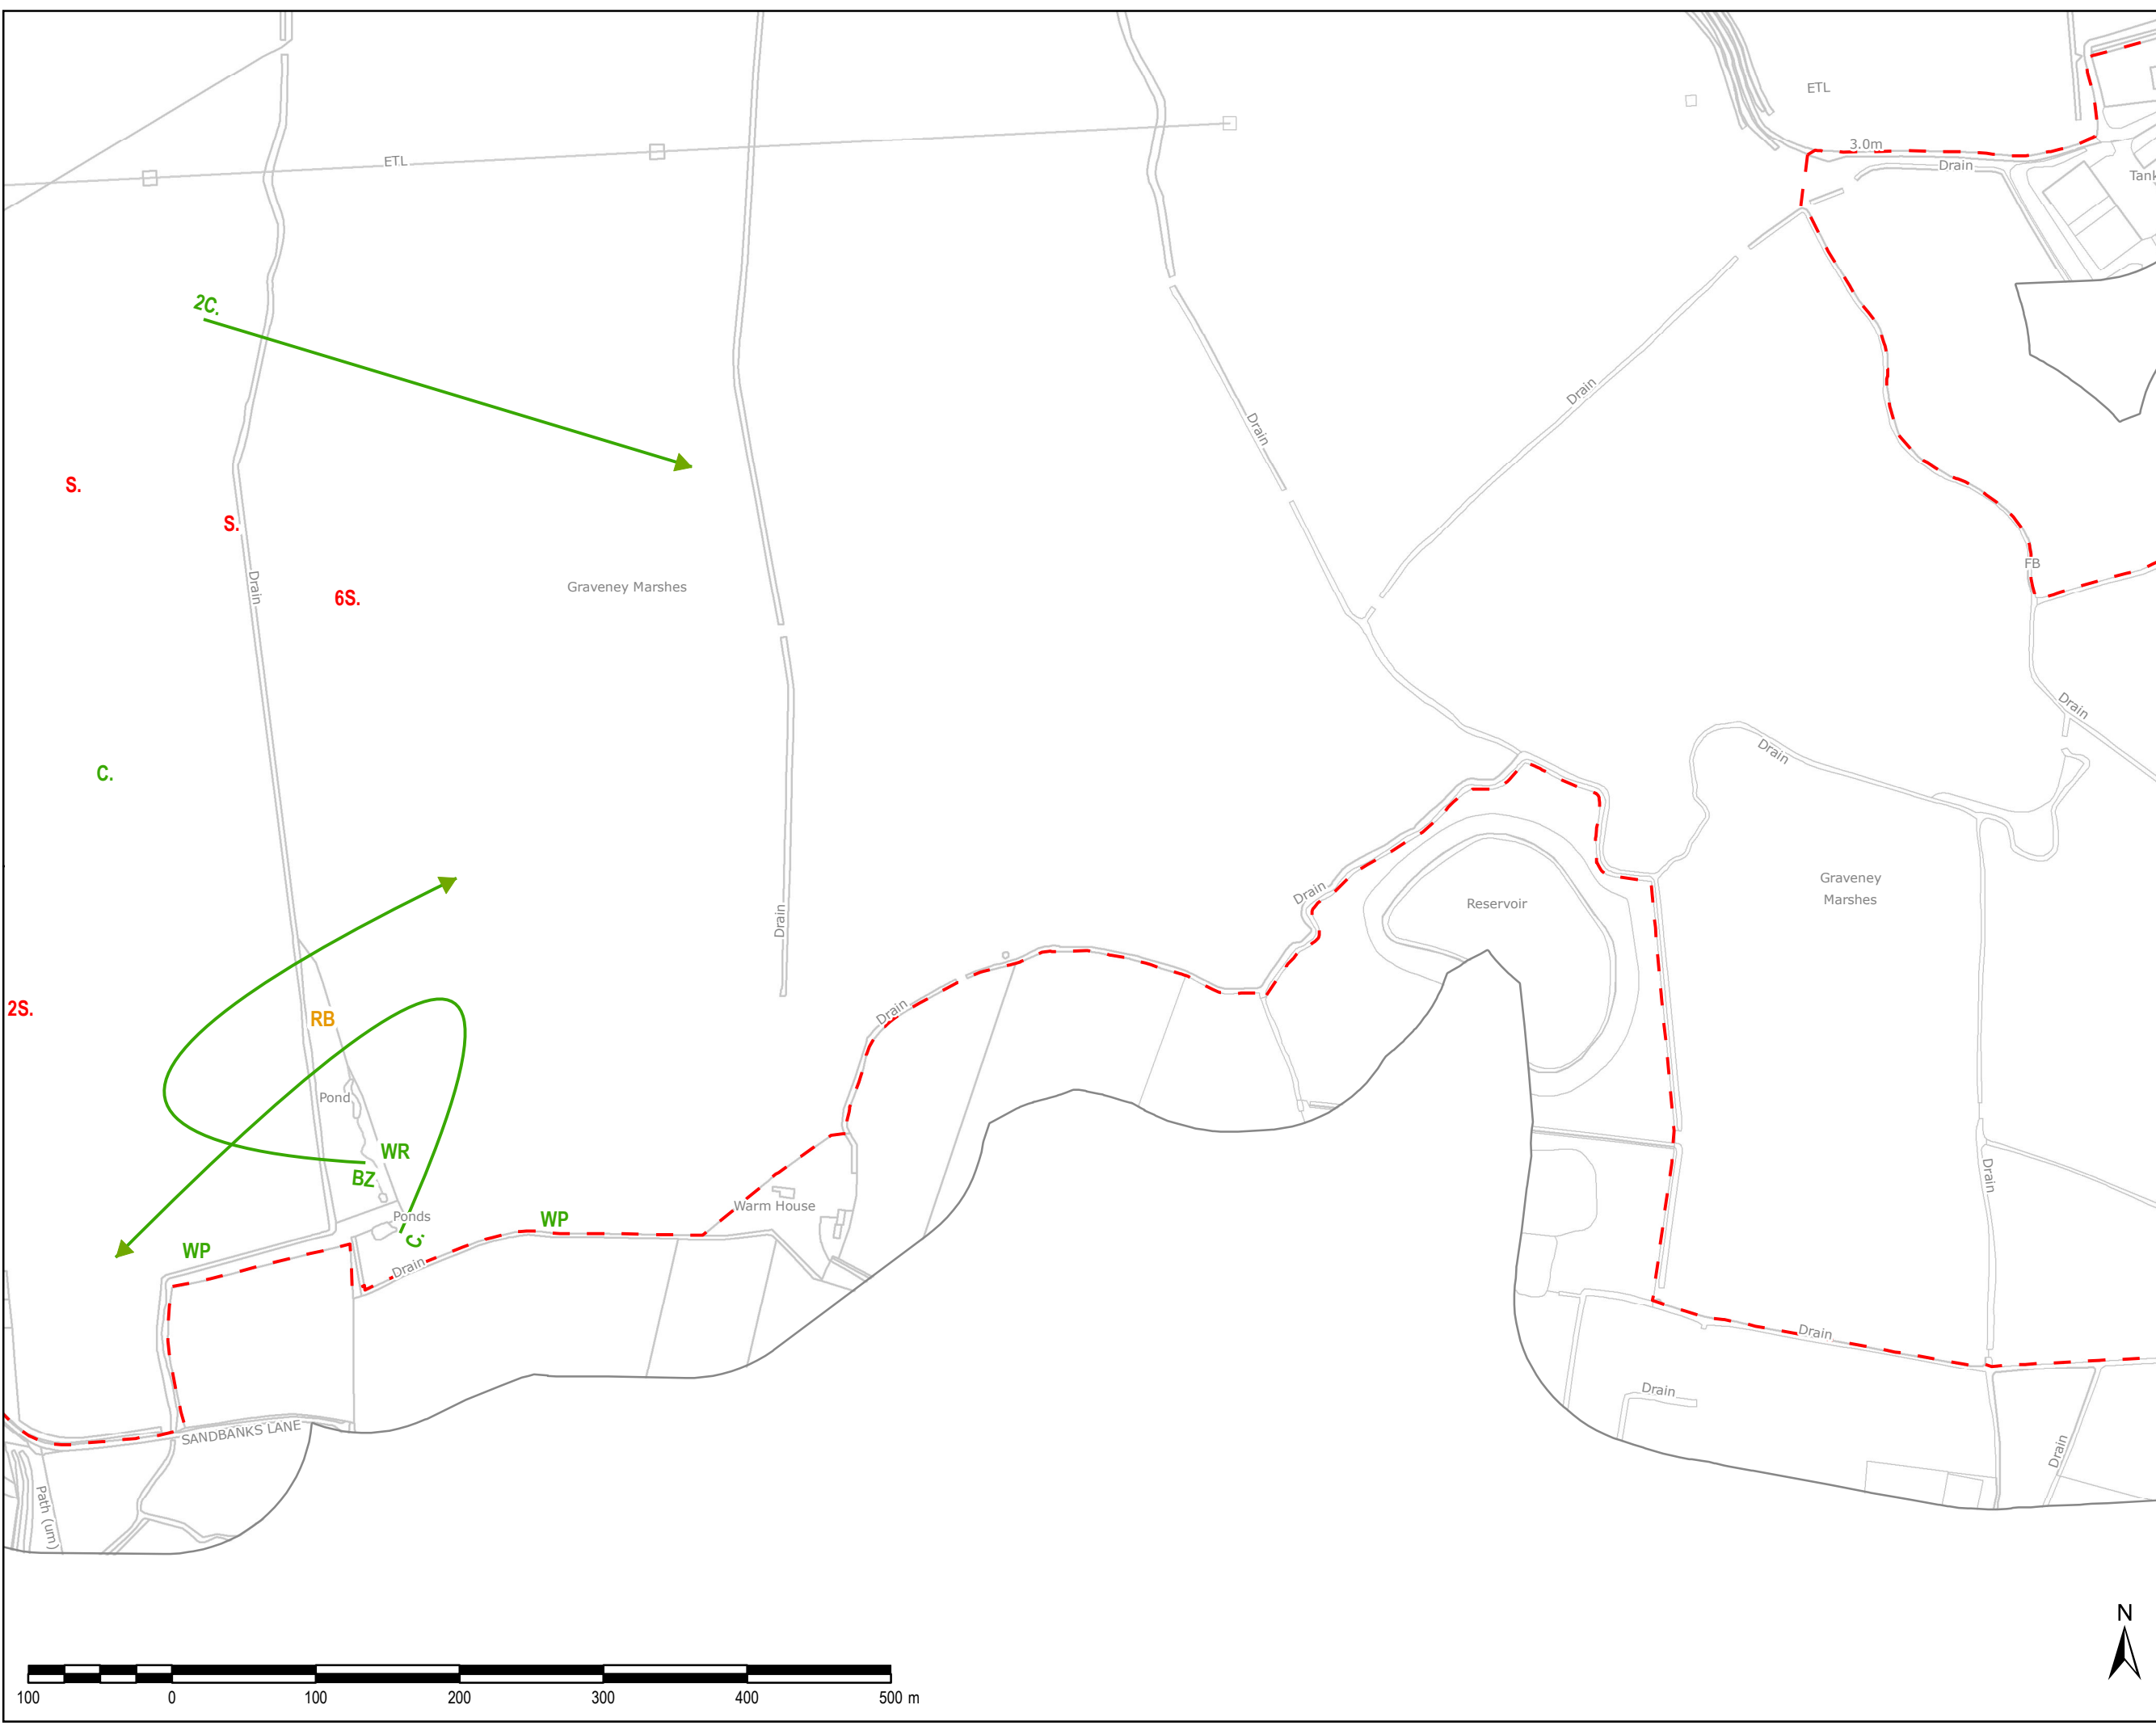 ETL
3.0m
Drain
Tank
ETL
2C.
Drain
Drain
S.
S.
Drain
6S.
Graveney Marshes
FB
Drain
Drain
C.
Graveney
Marshes
Reservoir
Drain
Drain
2S.
RB
Drain
Pond
WR
BZ
Drain
Warm House
Ponds
WP
C.
WP
Drain
Drain
Drain
SANDBANKS LANE
Drain
Path (um)
N
100 0 100 200 300 400 500 m